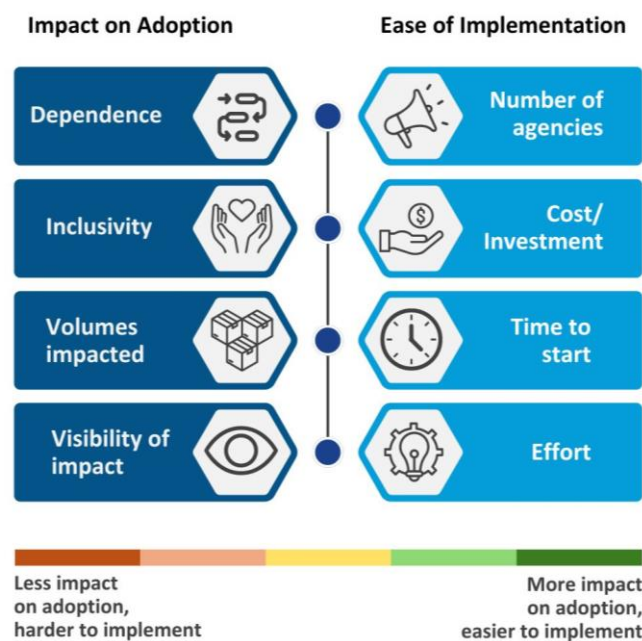 Impact on Adoption
Ease of Implementation
Dependence
Number of
agencies
Inclusivity
$
Cost/
Investment
Volumes
impacted
Time to
start
Visibility of
impact
Effort
Less impact
on adoption,
harder to implement
More impact
on adoption,
easier to implement